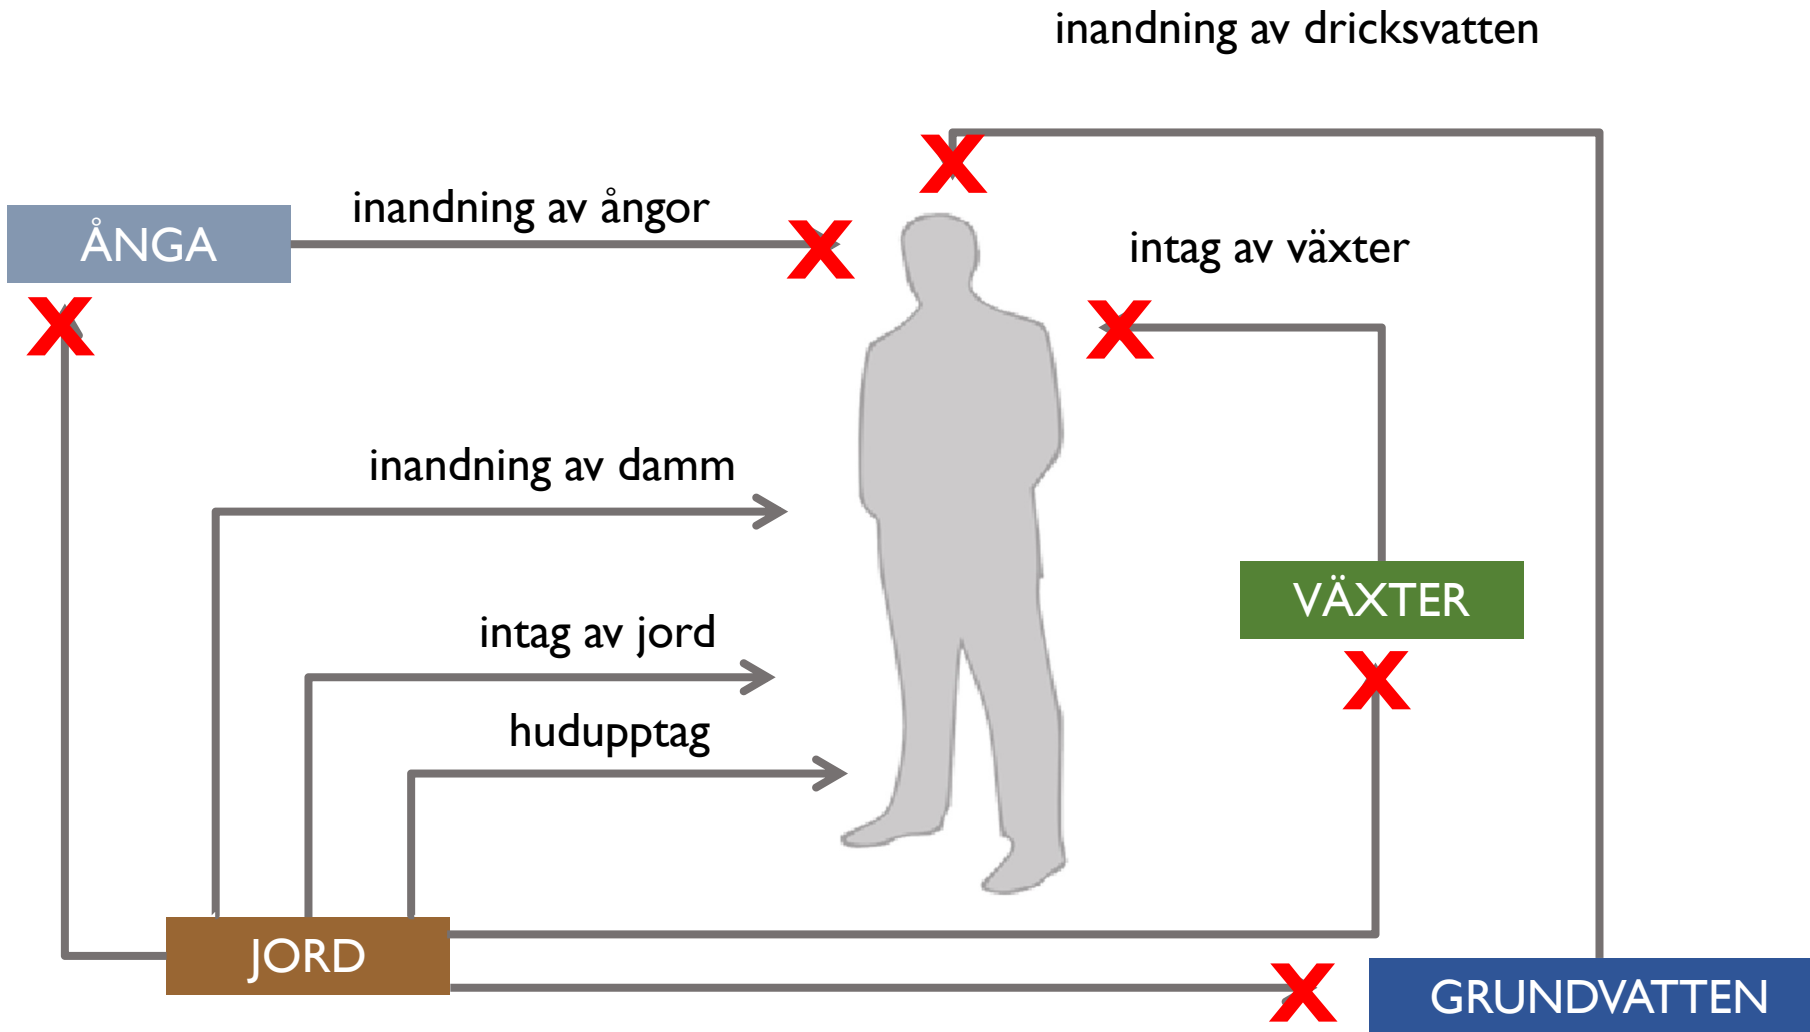 inandning av dricksvatten
inandning av ångor
ÅNGA
intag av växter
inandning av damm
VÄXTER
intag av jord
hudupptag
JORD
GRUNDVATTEN